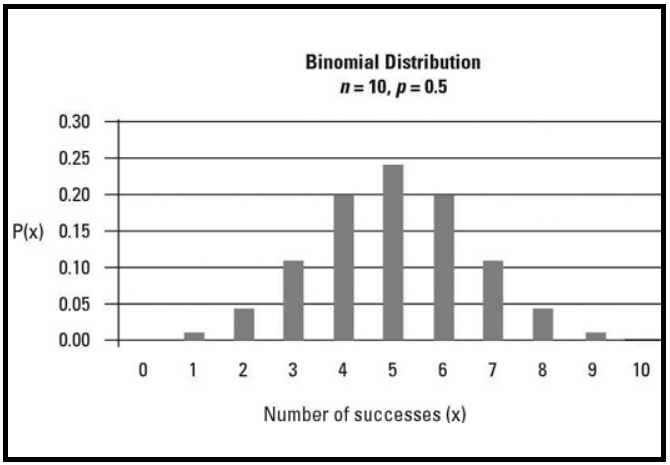 Binomial Distribution
n = 10, p = 0.5
0.30
0.25
0.20
P(x) 0.15
0.10
0.05
0.00
0 1 2 3 4 5 6 7 8 9 10
Number of successes (x)